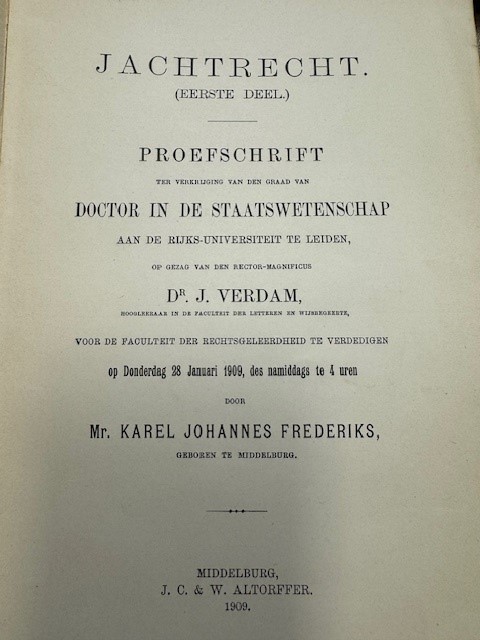 JACHTRECHT.
(EERSTE DEEL.)
PROEFSCHRIFT
TER VERKRIJGING VAN DEN GRAAD VAN
DOCTOR IN DE STAATSWETENSCHAP
AAN DE RIJKS-UNIVERSITEIT TE LEIDEN,
OP GEZAG VAN DEN RECTOR-MAGNIFICUS
DR. J. VERDAM,
HOOGLEERAAR IN DE FACULTEIT DER LETTEREN EN WIJSBEGEERTE,
VOOR DE FACULTEIT DER RECHTSGELEERDHEID TE VERDEDIGEN
op Donderdag 28 Januari 1909, des namiddags te 4 uren
DOOR
Mr. KAREL JOHANNES FREDERIKS,
GEBOREN TE MIDDELBURG.
MIDDELBURG,
J. C. & W. ALTORFFER.
1909.